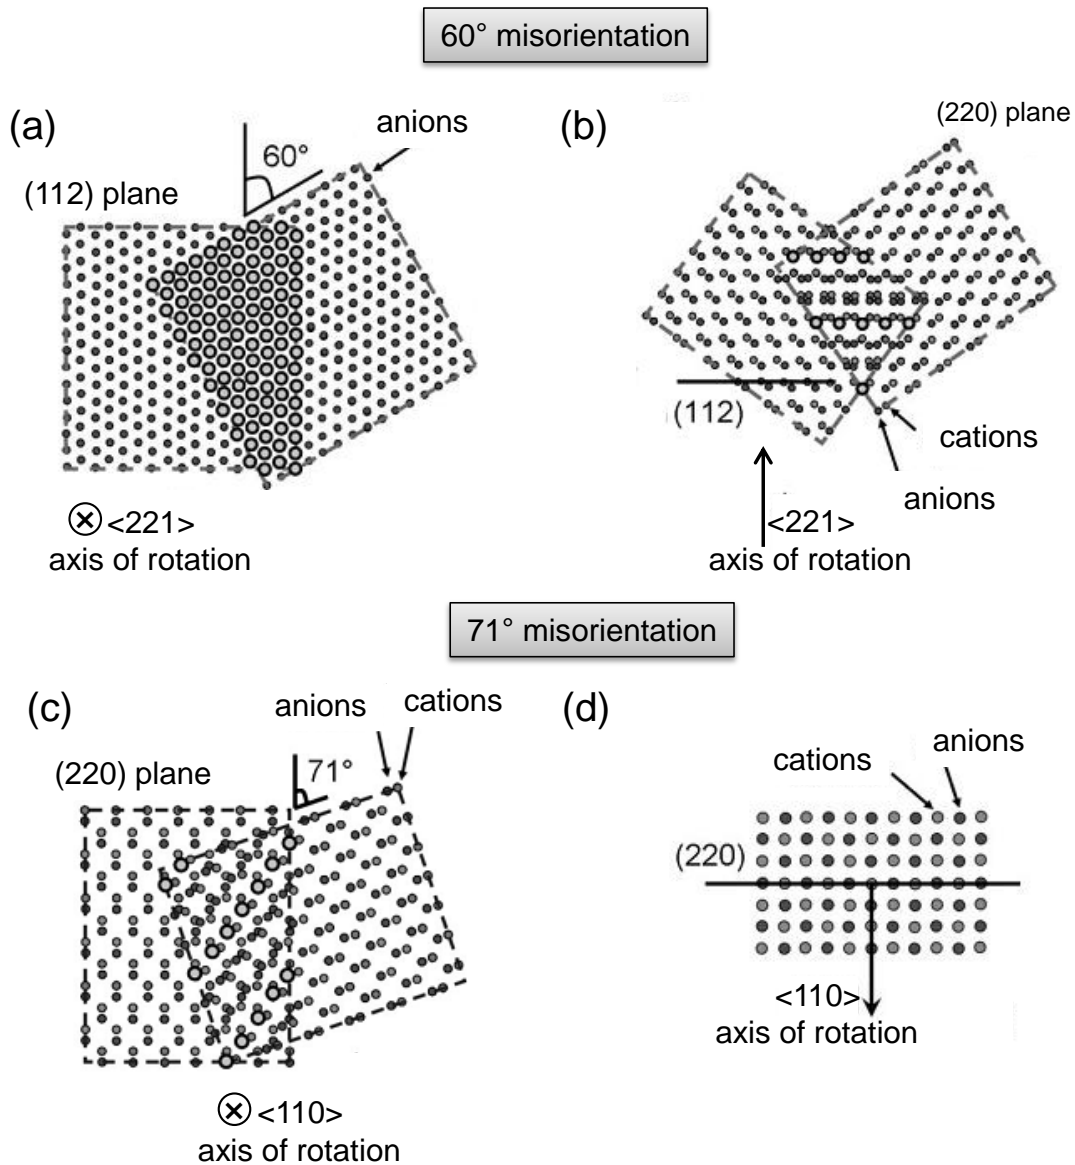 60° misorientation
(a)
anions
60°
(112) plane
<221>
axis of rotation
(b)
(220) plane
(112)
cations
anions
<221>
axis of rotation
71° misorientation
(c)
anions
cations
(220) plane
71°
<110>
axis of rotation
(d)
cations
anions
(220)
<110>
axis of rotation